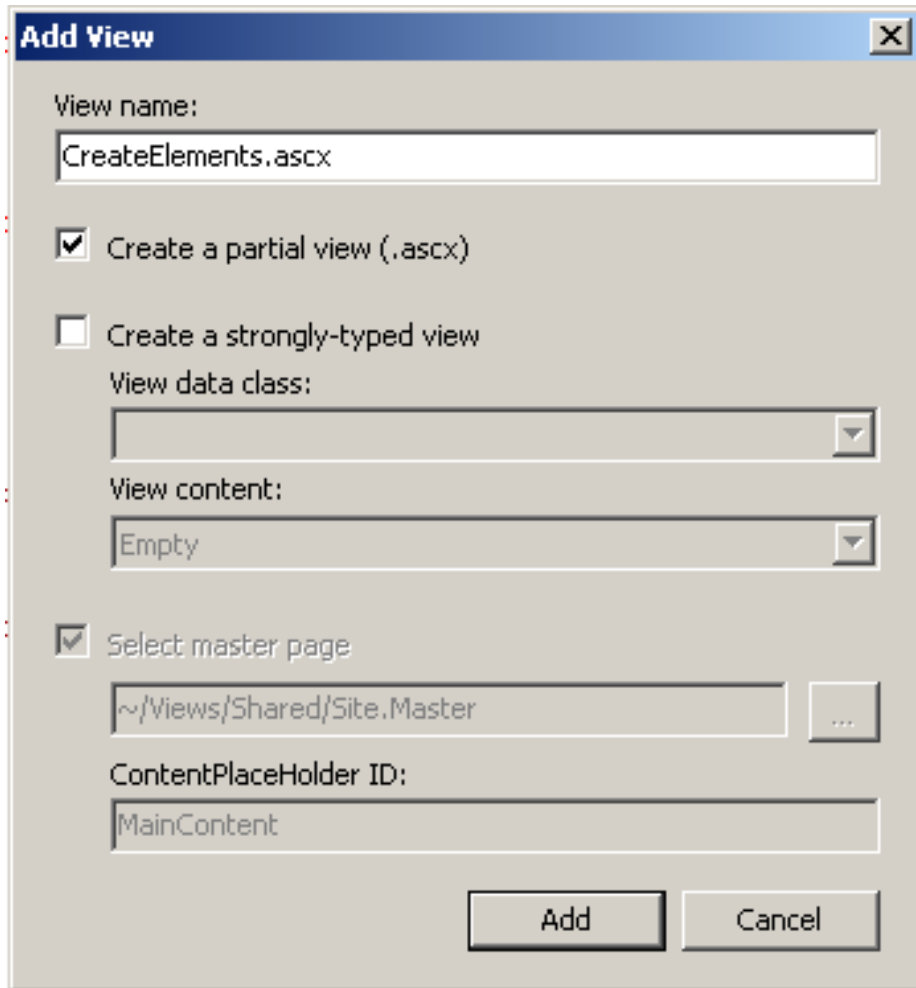 Add View
View name:
CreateElements.ascx
Create a partial view (.ascx)
Create a strongly-typed view
View data class:
View content:
Empty
Select master page
~/Views/Shared/Site.Master
...
ContentPlaceHolder ID:
MainContent
Add
Cancel